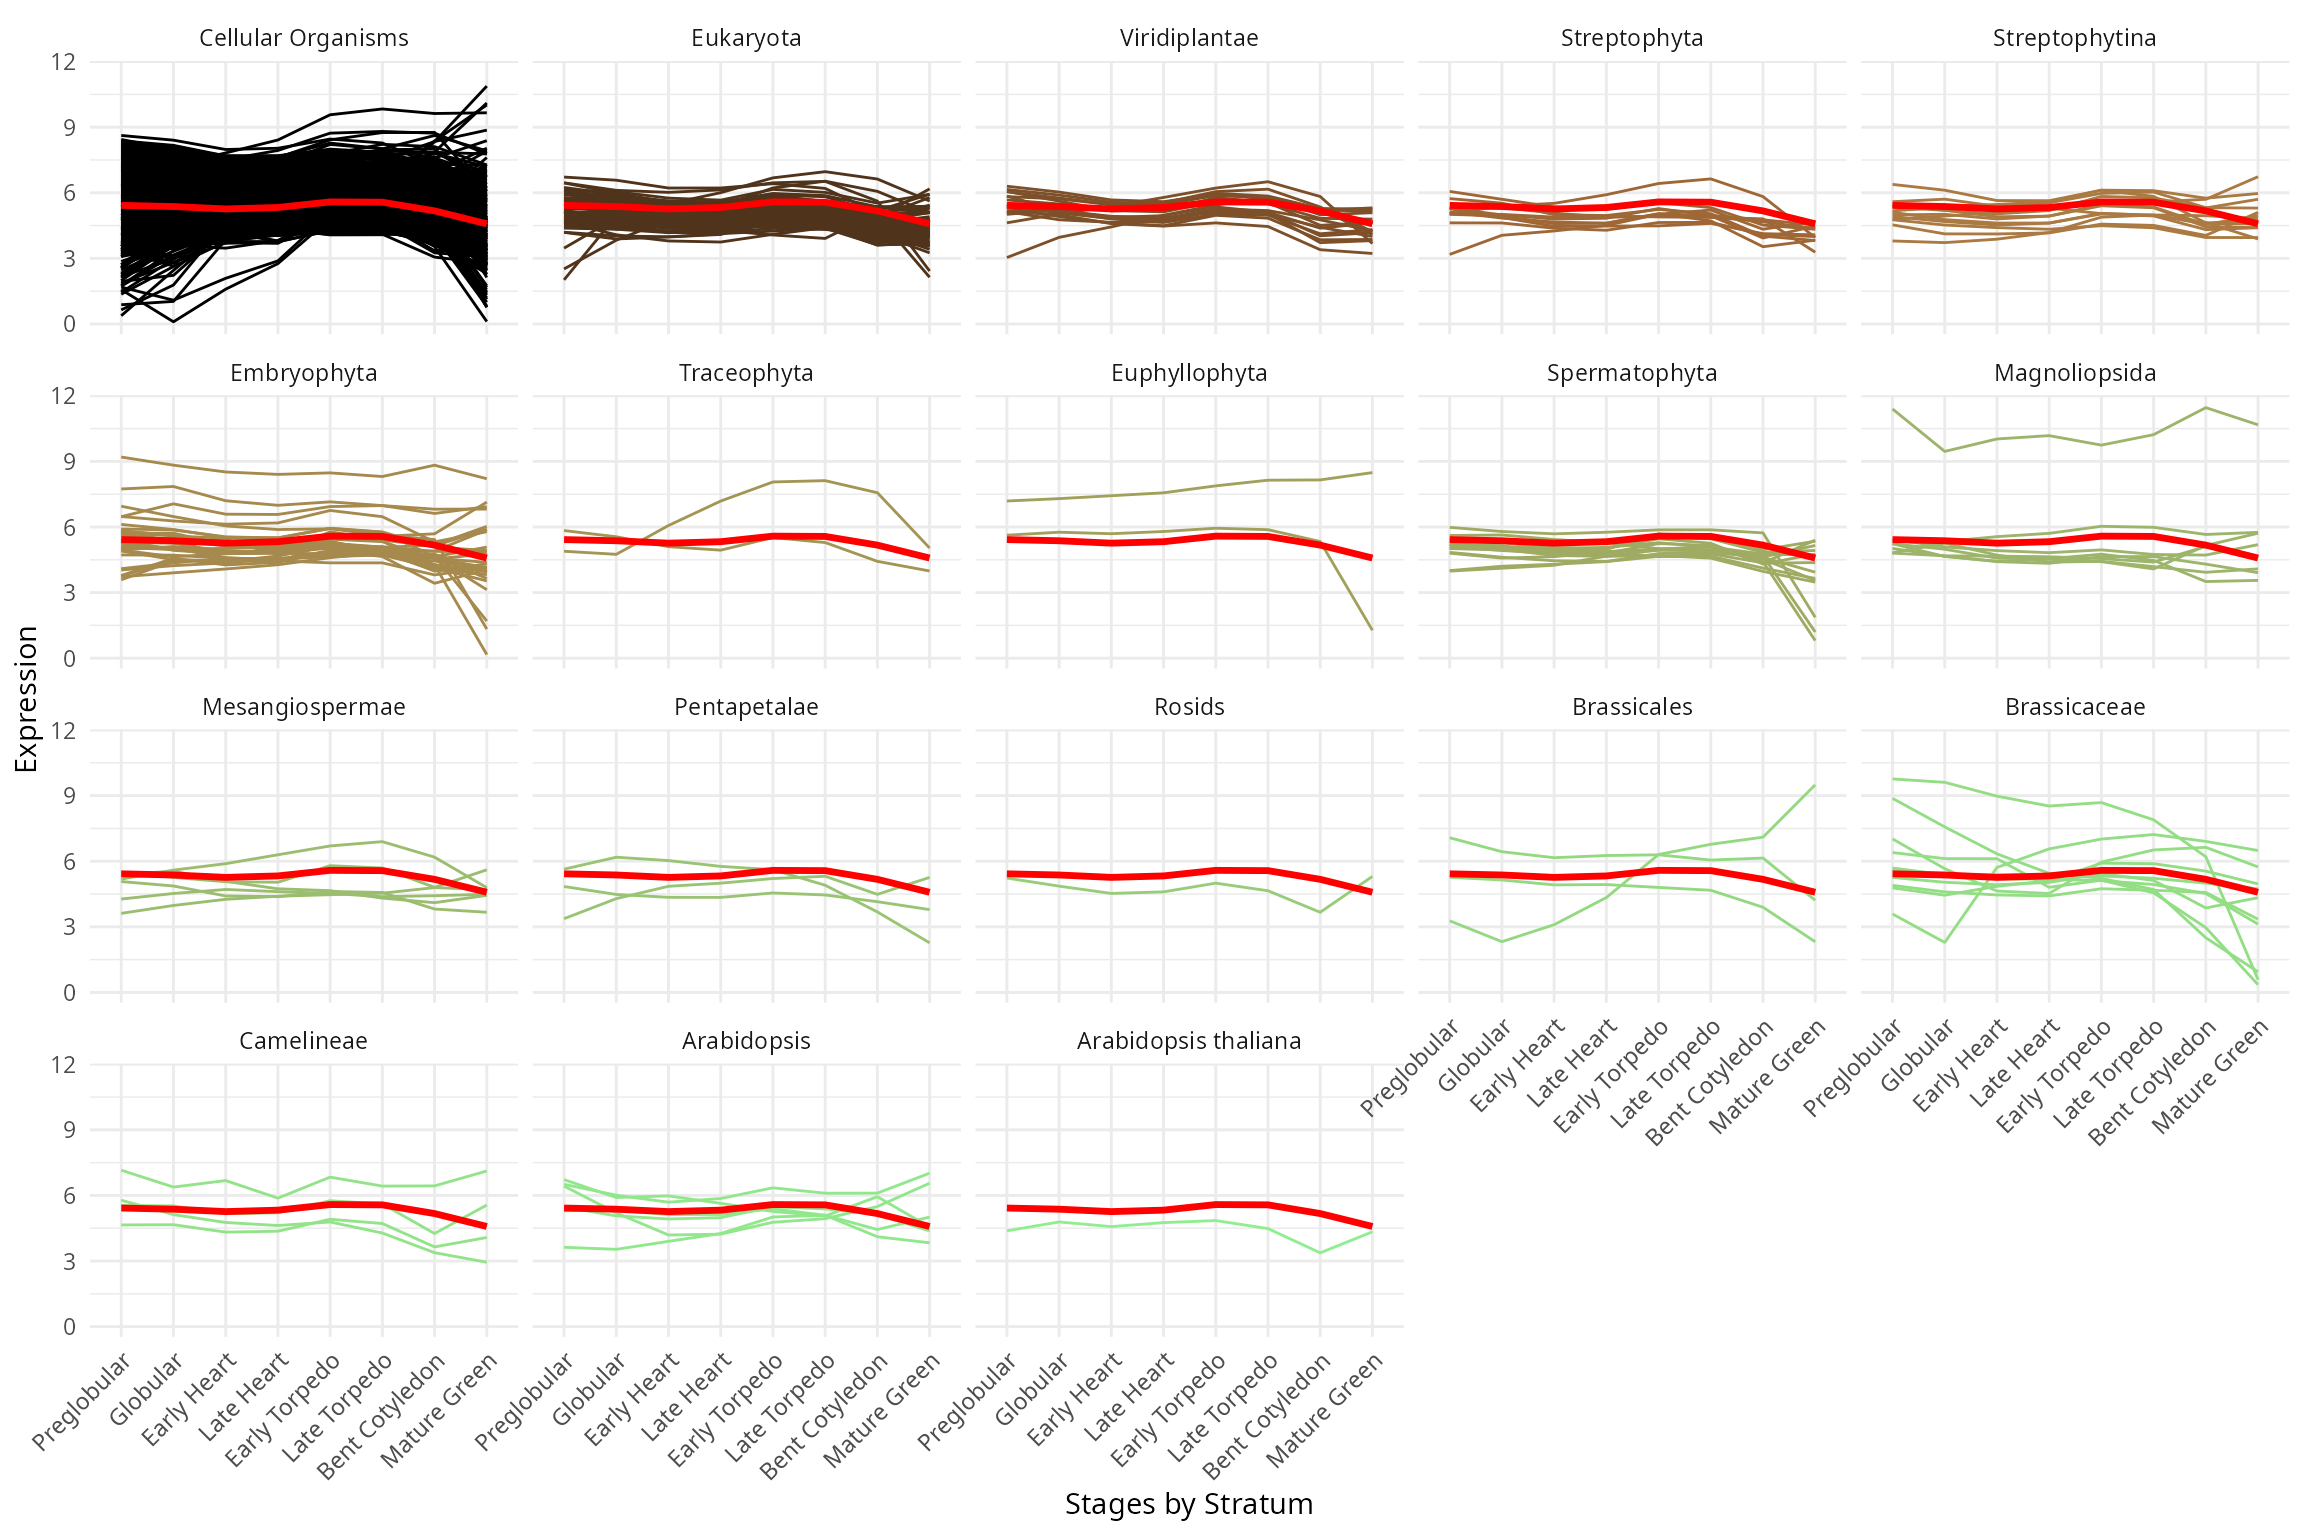 Cellular Organisms Eukaryota Viridiplantae Streptophyta Streptophytina
12
9
6
3
0
Embryophyta Traceophyta Euphyllophyta Spermatophyta Magnoliopsida
12
9
6
3
0
Expression
Mesangiospermae Pentapetalae Rosids Brassicales Brassicaceae
12
9
6
3
0
Preglobular Globular Early Heart Late Heart Early Torpedo Late Torpedo Bent Cotyledon Mature Green
Preglobular Globular Early Heart Late Heart Early Torpedo Late Torpedo Bent Cotyledon Mature Green
Camelineae Arabidopsis Arabidopsis thaliana
12
9
6
3
0
Preglobular Globular Early Heart Late Heart Early Torpedo Late Torpedo Bent Cotyledon Mature Green
Preglobular Globular Early Heart Late Heart Early Torpedo Late Torpedo Bent Cotyledon Mature Green
Preglobular Globular Early Heart Late Heart Early Torpedo Late Torpedo Bent Cotyledon Mature Green
Stages by Stratum